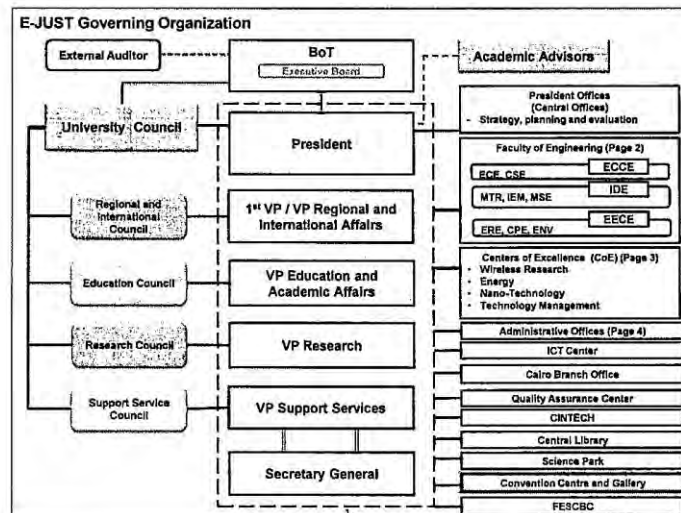 E-JUST Governing Organization
External Auditor
BoT
Executive Board
Academic Advisors
University Council
President
President Offices
(Central Offices)
- Strategy, planning and evaluation
Faculty of Engineering (Page 2)
ECCE
ECE, CSE
IDE
MTR, IEM, MSE
EECE
ERE, CPE, ENV
Regional and
International
Council
1st VP / VP Regional and
International Affairs
Centers of Excellence (CoE) (Page 3)
• Wireless Research
• Energy
• Nano-Technology
• Technology Management
Education Council
VP Education and
Academic Affairs
Research Council
VP Research
Support Service
Council
VP Support Services
Secretary General
Administrative Offices (Page 4)
ICT Center
Cairo Branch Office
Quality Assurance Center
CINTECH
Central Library
Science Park
Convention Centre and Gallery
FESCBC